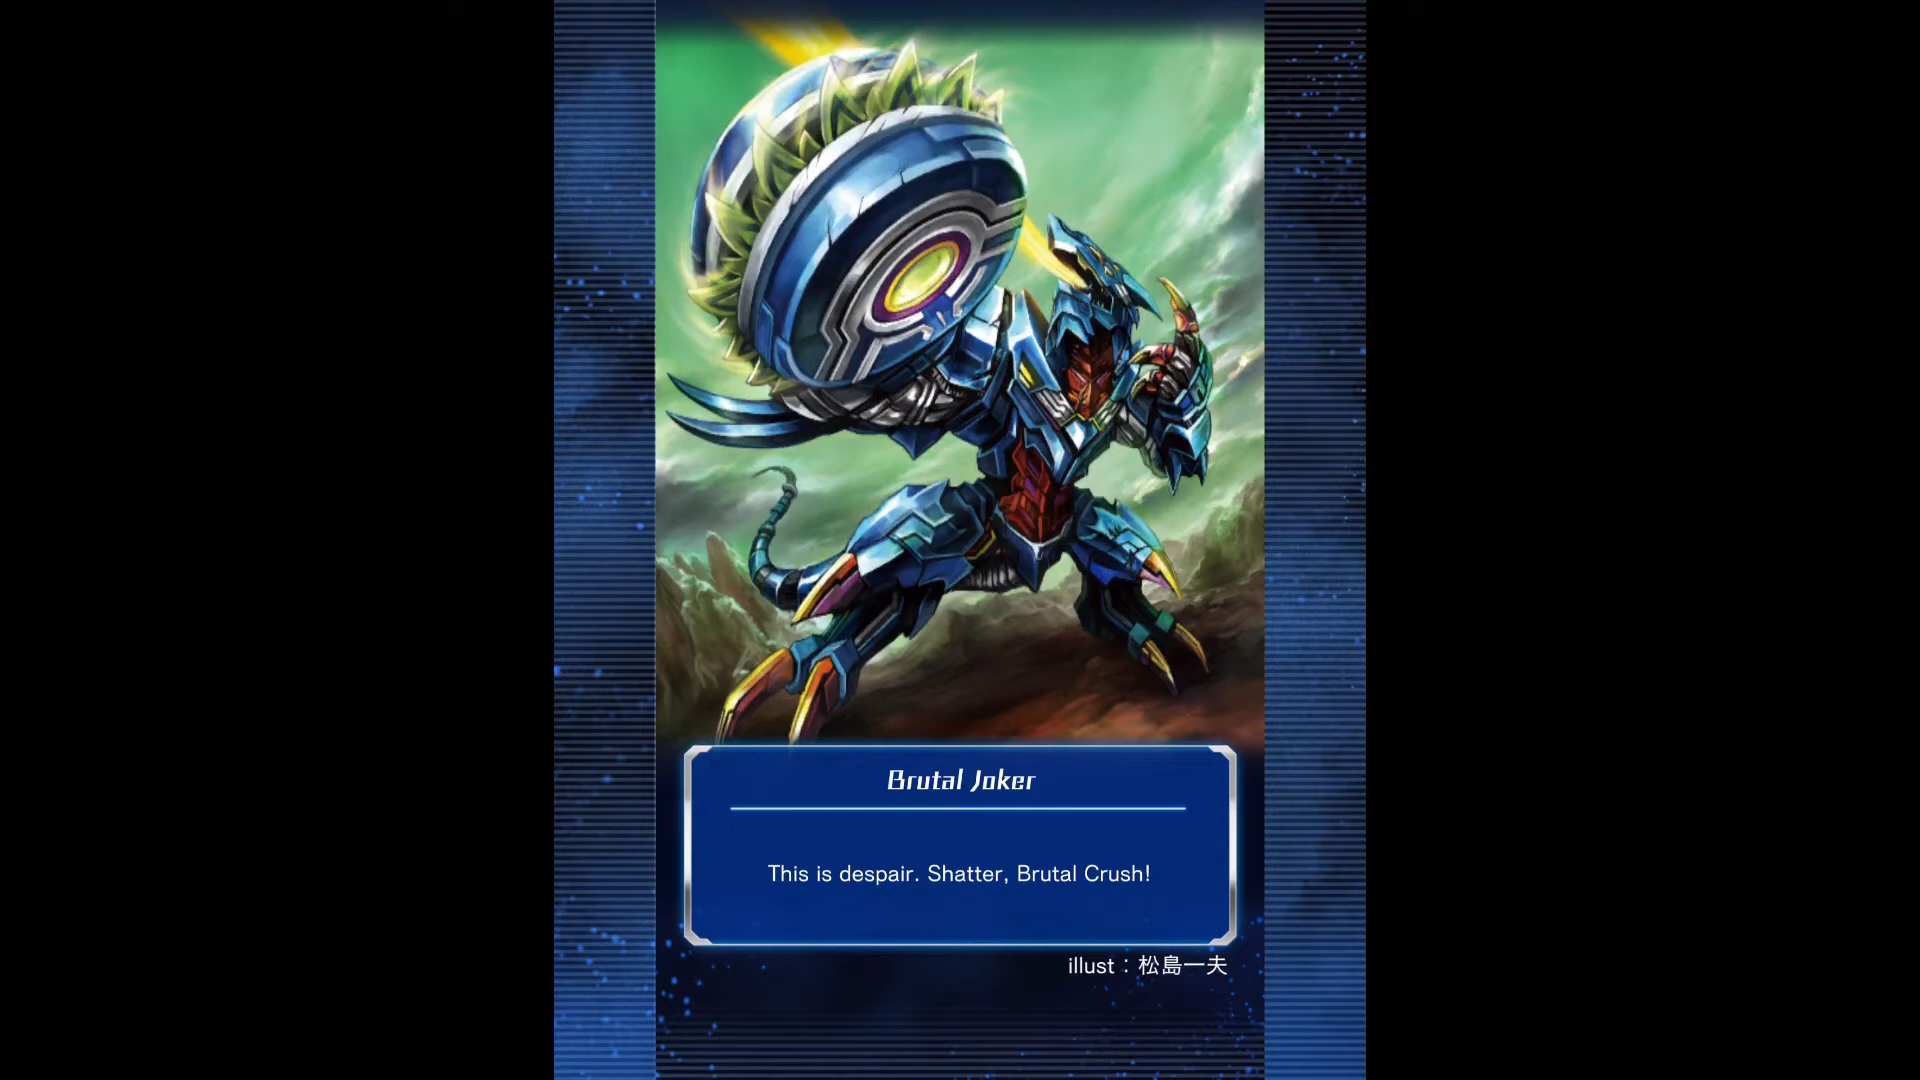 Brutal Joker
This is despair. Shatter, Brutal Crush!
illust：松島一夫